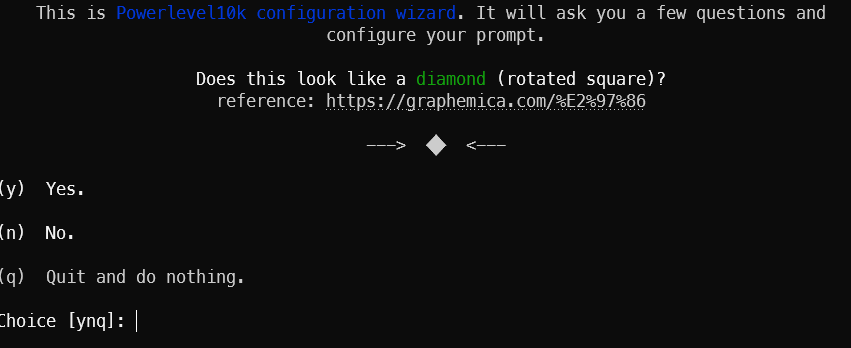 This is Powerlevel10k configuration wizard. It will ask you a few questions and
configure your prompt.
Does this look like a diamond (rotated square)?
reference: https://graphemica.com/%E2%97%86
---> ◆ <---
(y) Yes.
(n) No.
(q) Quit and do nothing.
Choice [ynq]: